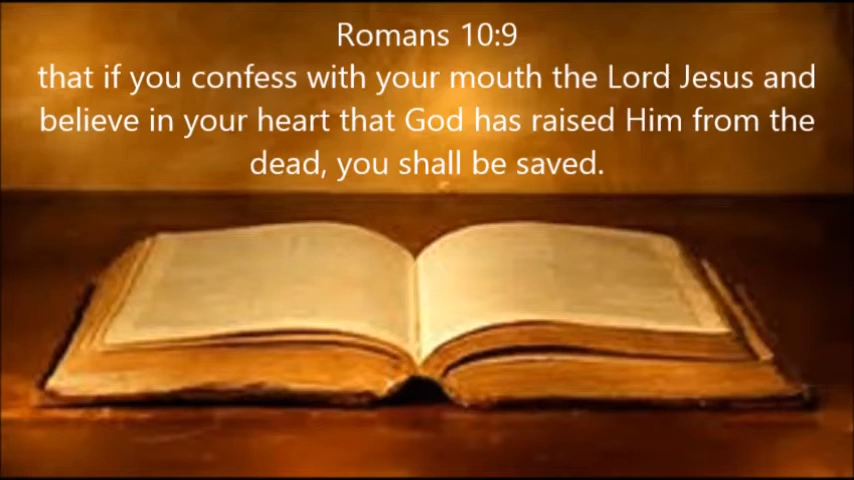 Romans 10:9
that if you confess with your mouth the Lord Jesus and
believe in your heart that God has raised Him from the
dead, you shall be saved.